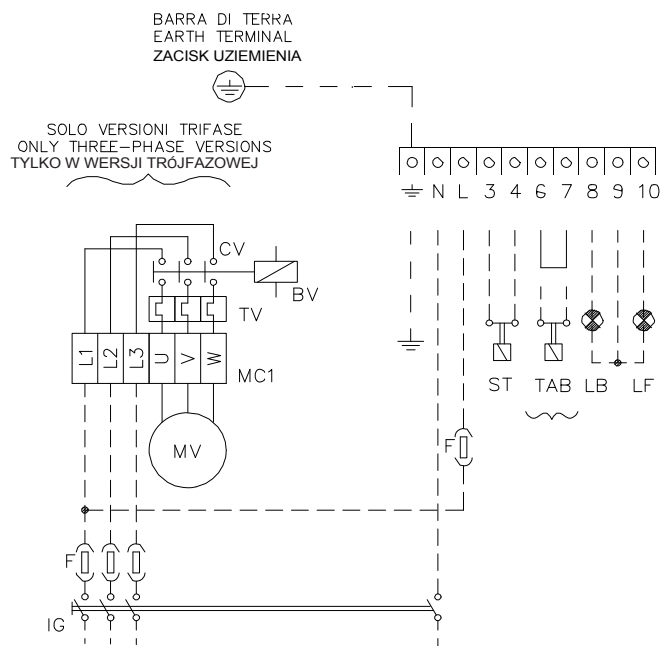 BARRA DI TERRA
EARTH TERMINAL
ZACISK UZIEMIENIA
SOLO VERSIONI TRIFASE
ONLY THREE-PHASE VERSIONS
TYLKO W WERSJI TRÓJFAZOWEJ
N L 3 4 6 7 8 9 10
CV
BV
TV
L1 L2 L3 U V W
MC1
ST TAB LB LF
MV
F
F
IG